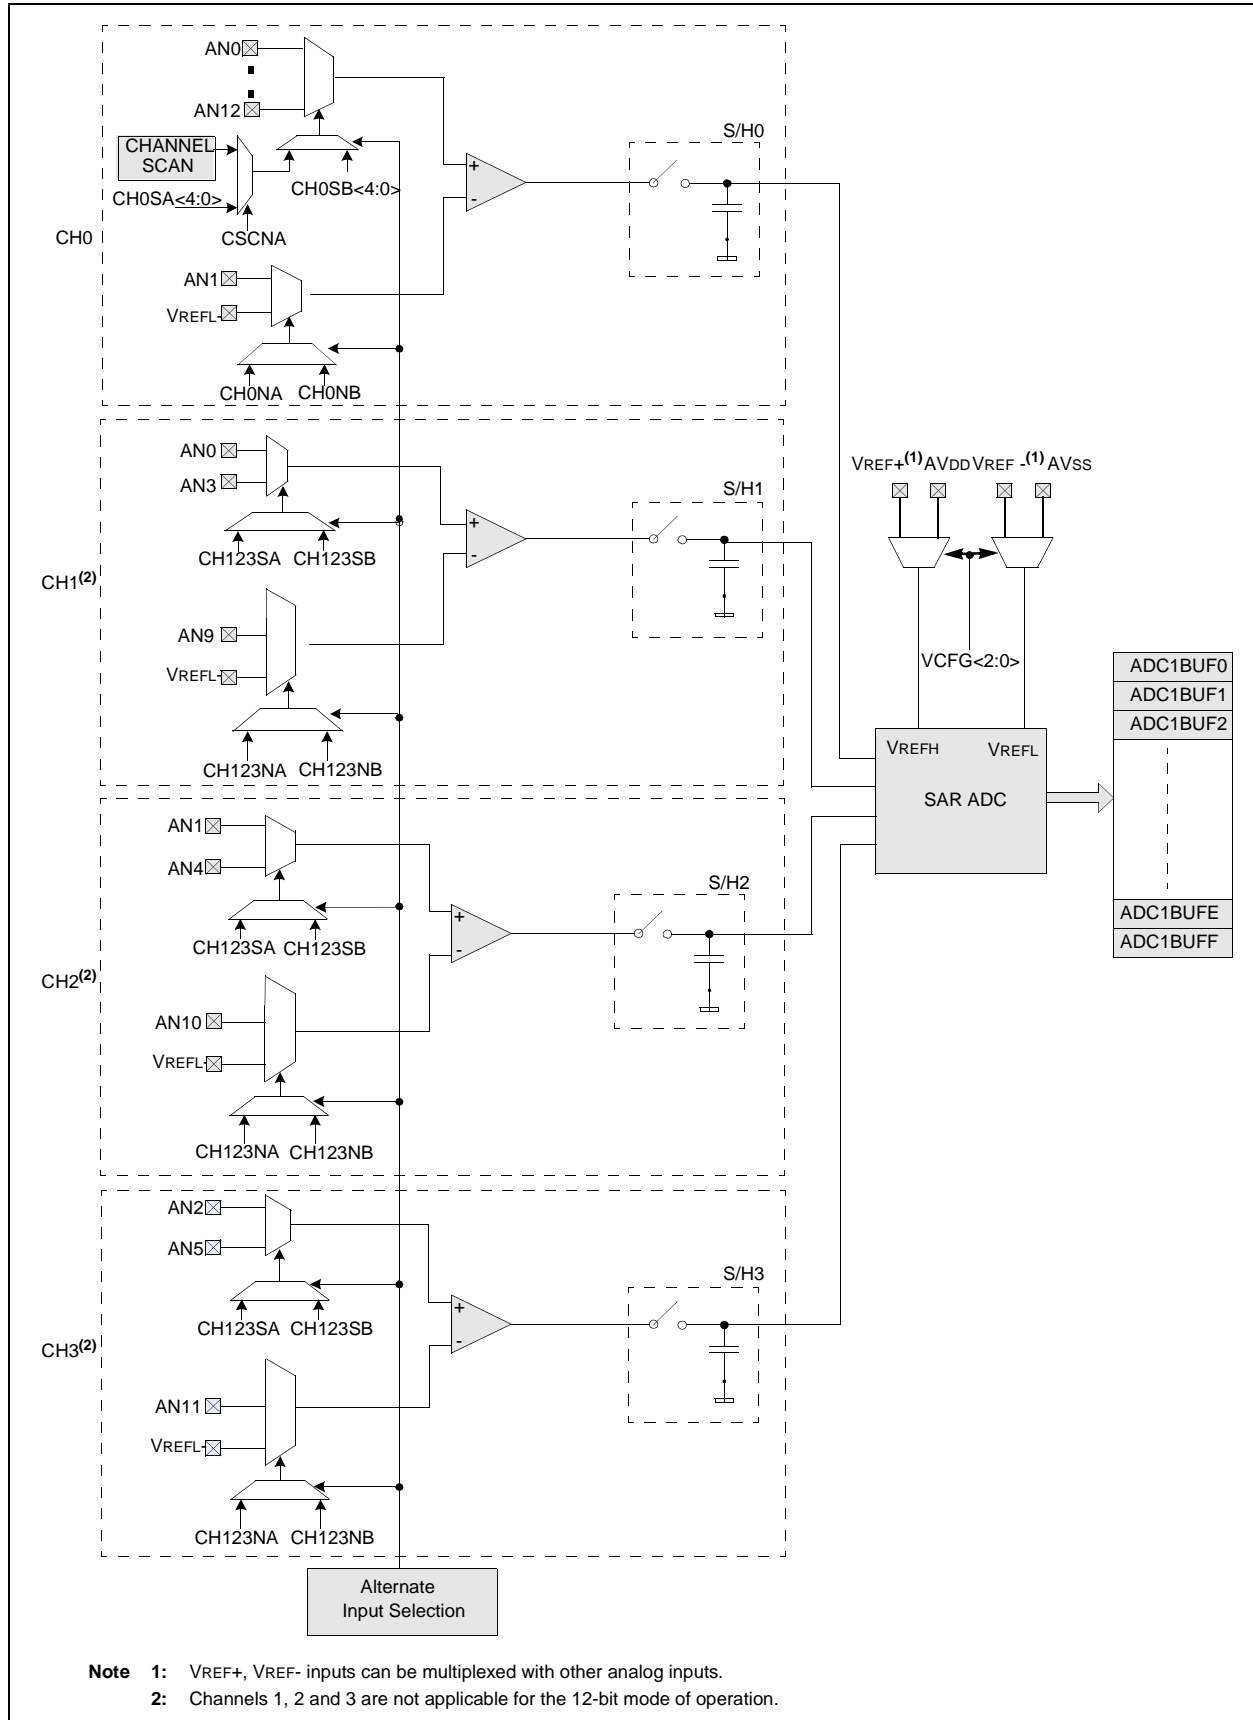 AN0
AN12
CHANNEL
SCAN
CH0SA<4:0>
CH0SB<4:0>
CSCNA
CH0
AN1
VREFL-
CH0NA CH0NB
+
-
S/H0
AN0
AN3
CH123SA CH123SB
CH1(2)
AN9
VREFL-
CH123NA CH123NB
+
-
S/H1
AN1
AN4
CH123SA CH123SB
CH2(2)
AN10
VREFL-
CH123NA CH123NB
+
-
S/H2
AN2
AN5
CH123SA CH123SB
CH3(2)
AN11
VREFL-
CH123NA CH123NB
+
-
S/H3
VREF+(1) AVDD VREF -(1) AVSS
VCFG<2:0>
VREFH VREFL
SAR ADC
ADC1BUF0
ADC1BUF1
ADC1BUF2
ADC1BUFE
ADC1BUFF
Alternate
Input Selection
Note 1: VREF+, VREF- inputs can be multiplexed with other analog inputs.
2: Channels 1, 2 and 3 are not applicable for the 12-bit mode of operation.